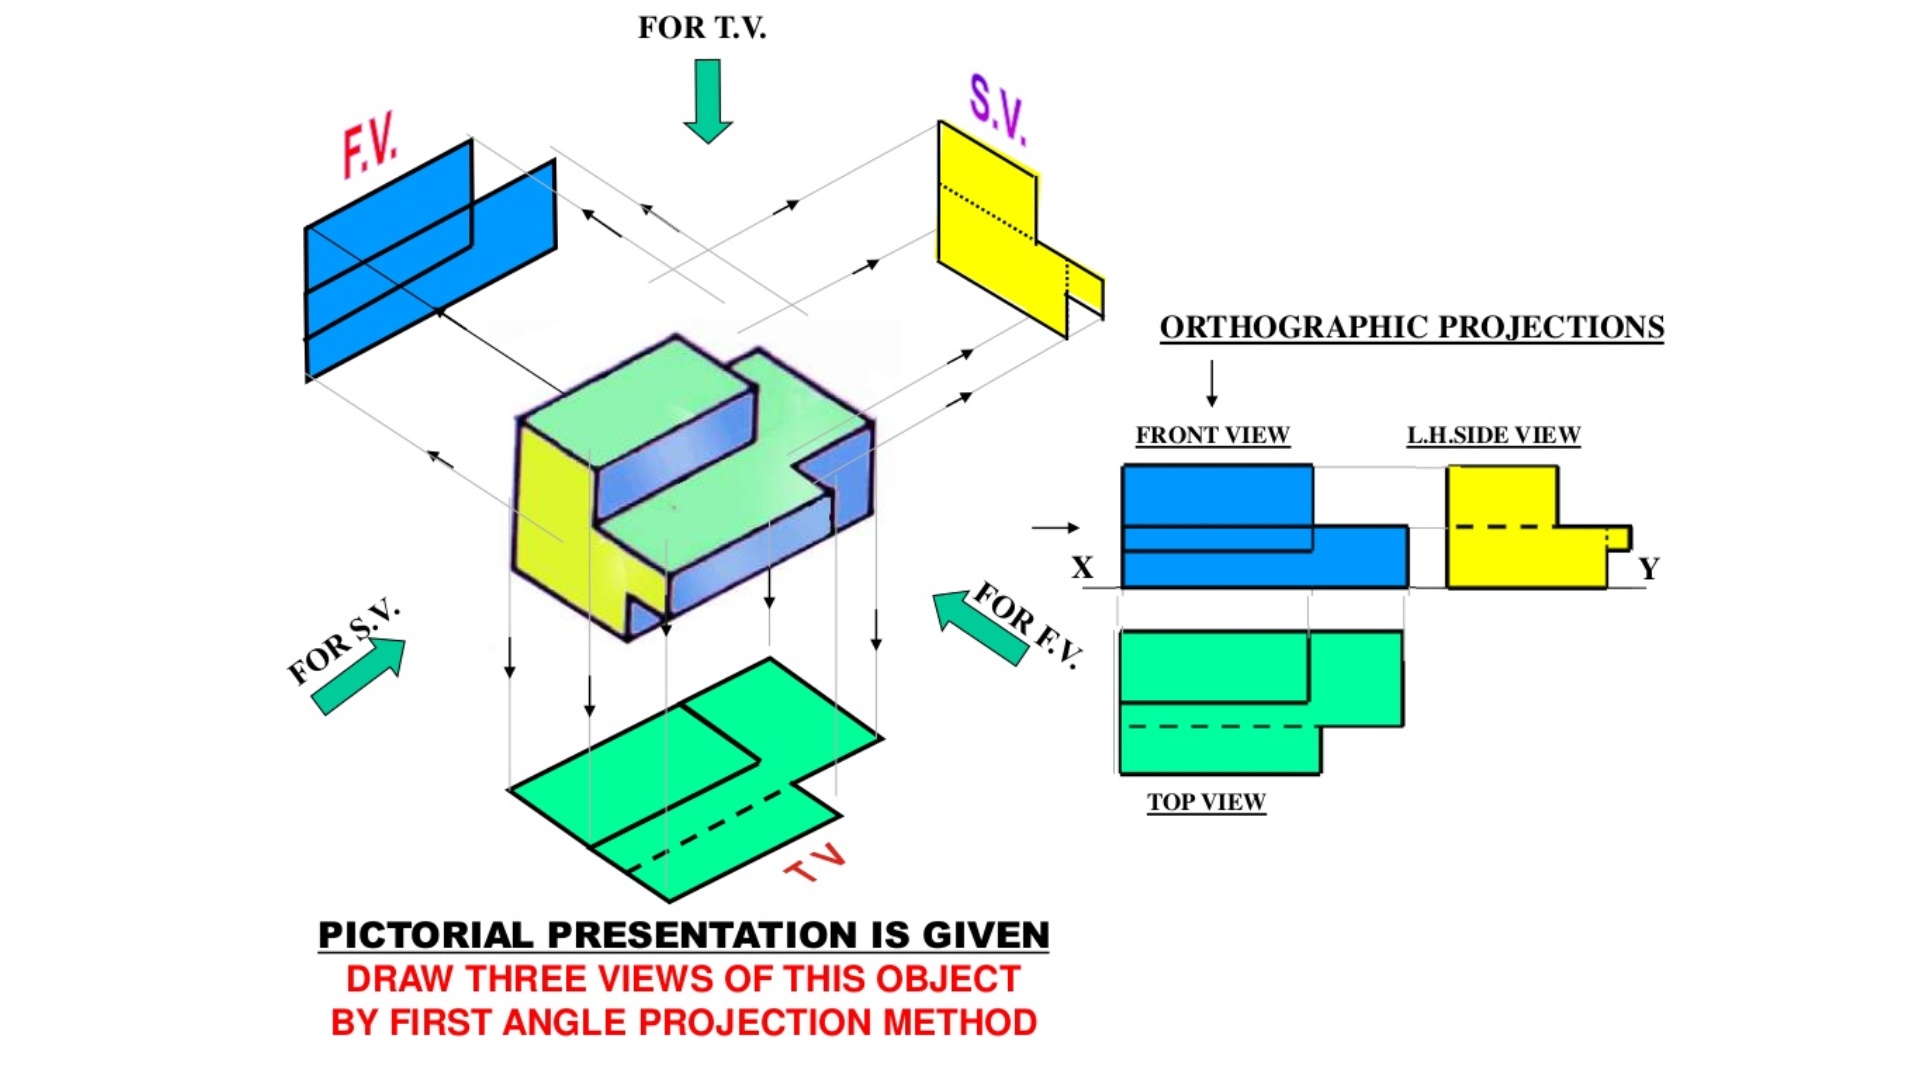 FOR T.V.
F.V.
S.V.
ORTHOGRAPHIC PROJECTIONS
FRONT VIEW
L.H.SIDE VIEW
X
Y
FOR S.V.
FOR F.V.
TOP VIEW
T V
PICTORIAL PRESENTATION IS GIVEN
DRAW THREE VIEWS OF THIS OBJECT
BY FIRST ANGLE PROJECTION METHOD